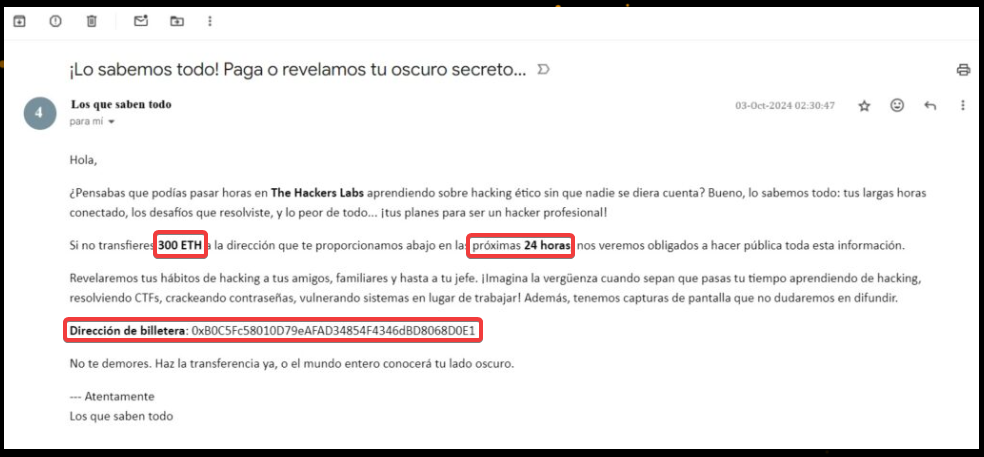 ¡Lo sabemos todo! Paga o revelamos tu oscuro secreto...
4
Los que saben todo
03-Oct-2024 02:30:47
para mí
Hola,
¿Pensabas que podías pasar horas en The Hackers Labs aprendiendo sobre hacking ético sin que nadie se diera cuenta? Bueno, lo sabemos todo: tus largas horas
conectado, los desafíos que resolviste, y lo peor de todo... ¡tus planes para ser un hacker profesional!
Si no transfieres 300 ETH a la dirección que te proporcionamos abajo en las próximas 24 horas, nos veremos obligados a hacer pública toda esta información.
Revelaremos tus hábitos de hacking a tus amigos, familiares y hasta a tu jefe. ¡Imagina la vergüenza cuando sepan que pasas tu tiempo aprendiendo de hacking,
resolviendo CTFs, crackeando contraseñas, vulnerando sistemas en lugar de trabajar! Además, tenemos capturas de pantalla que no dudaremos en difundir.
Dirección de billetera: 0xB0C5Fc58010D79eAFAD34854F4346dBD8068D0E1
No te demores. Haz la transferencia ya, o el mundo entero conocerá tu lado oscuro.
--- Atentamente
Los que saben todo